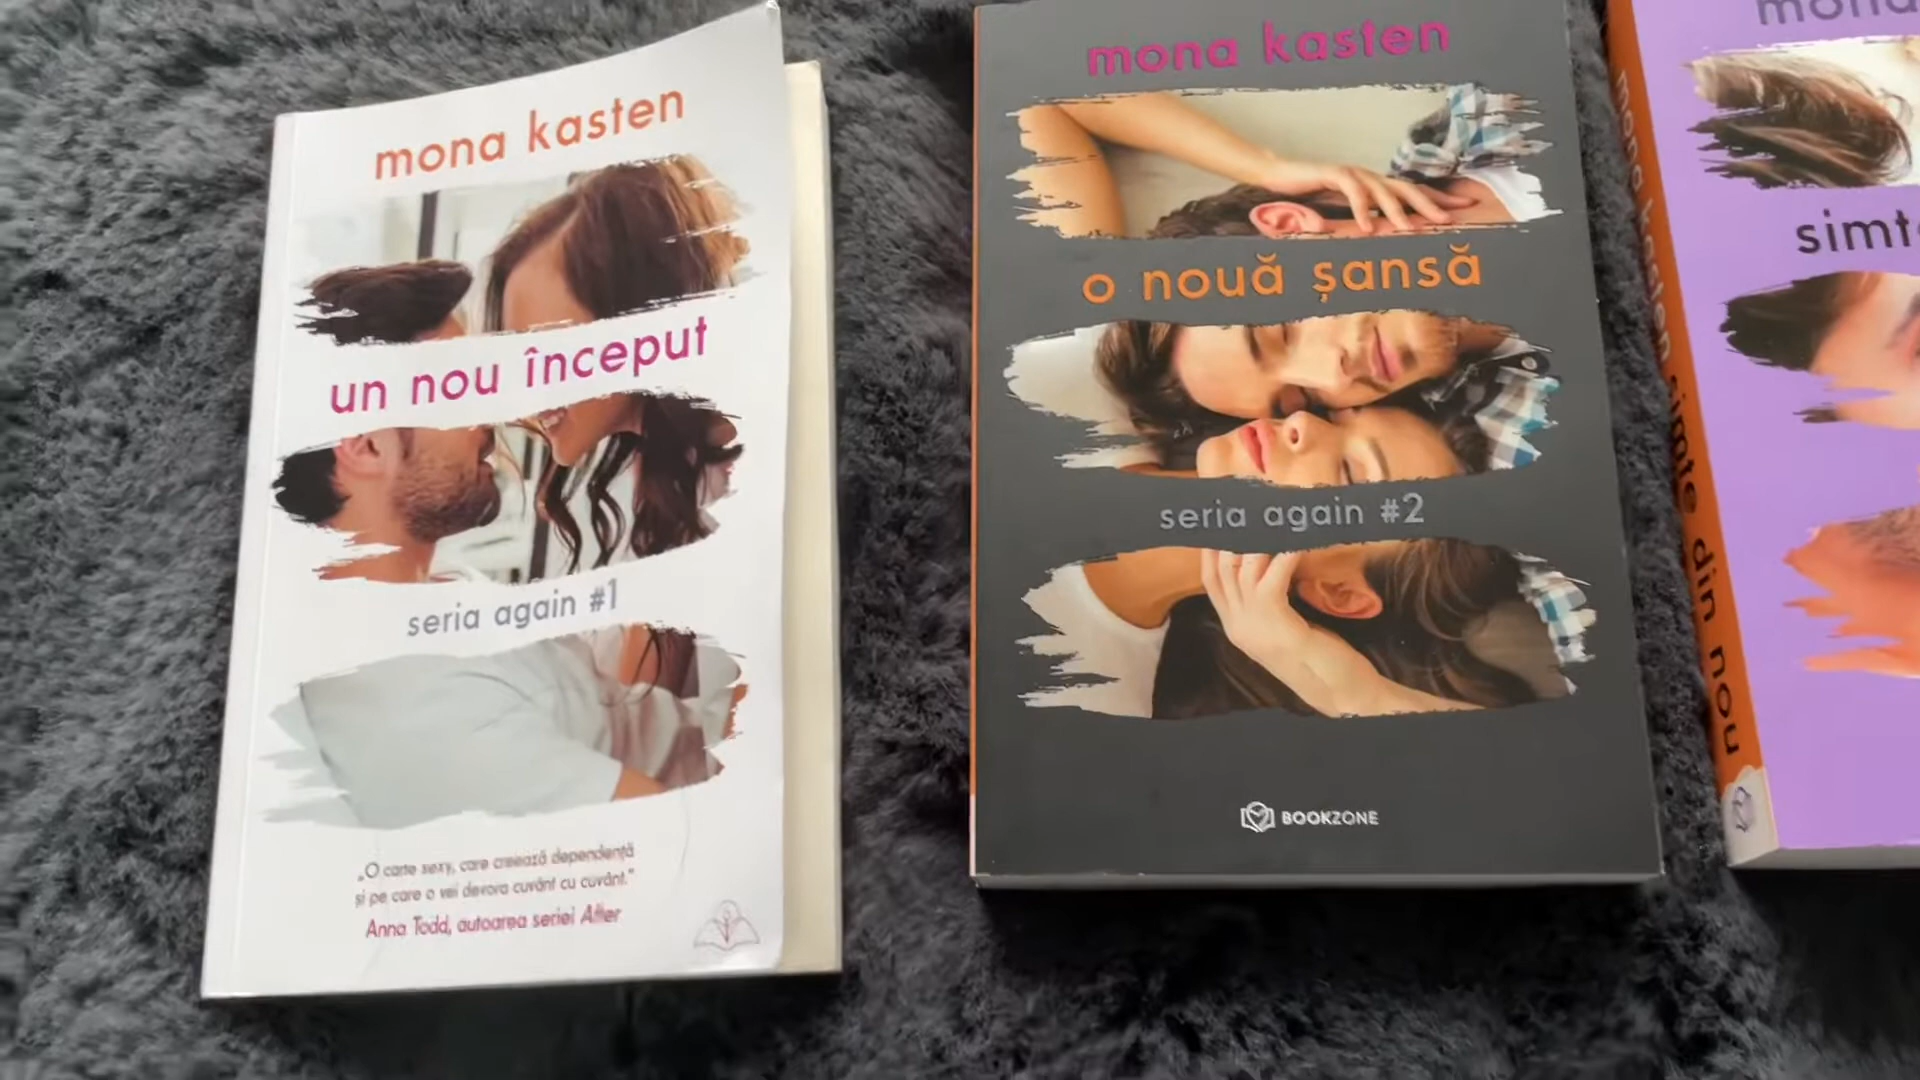 mona kasten
un nou început
seria again #1
„O carte sexy, care creează dependență
și pe care o vei devora cuvânt cu cuvânt.”
Anna Todd, autoarea seriei After
mona kasten
o nouă șansă
seria again #2
BOOKZONE
mona kasten simte din nou
mona
simte